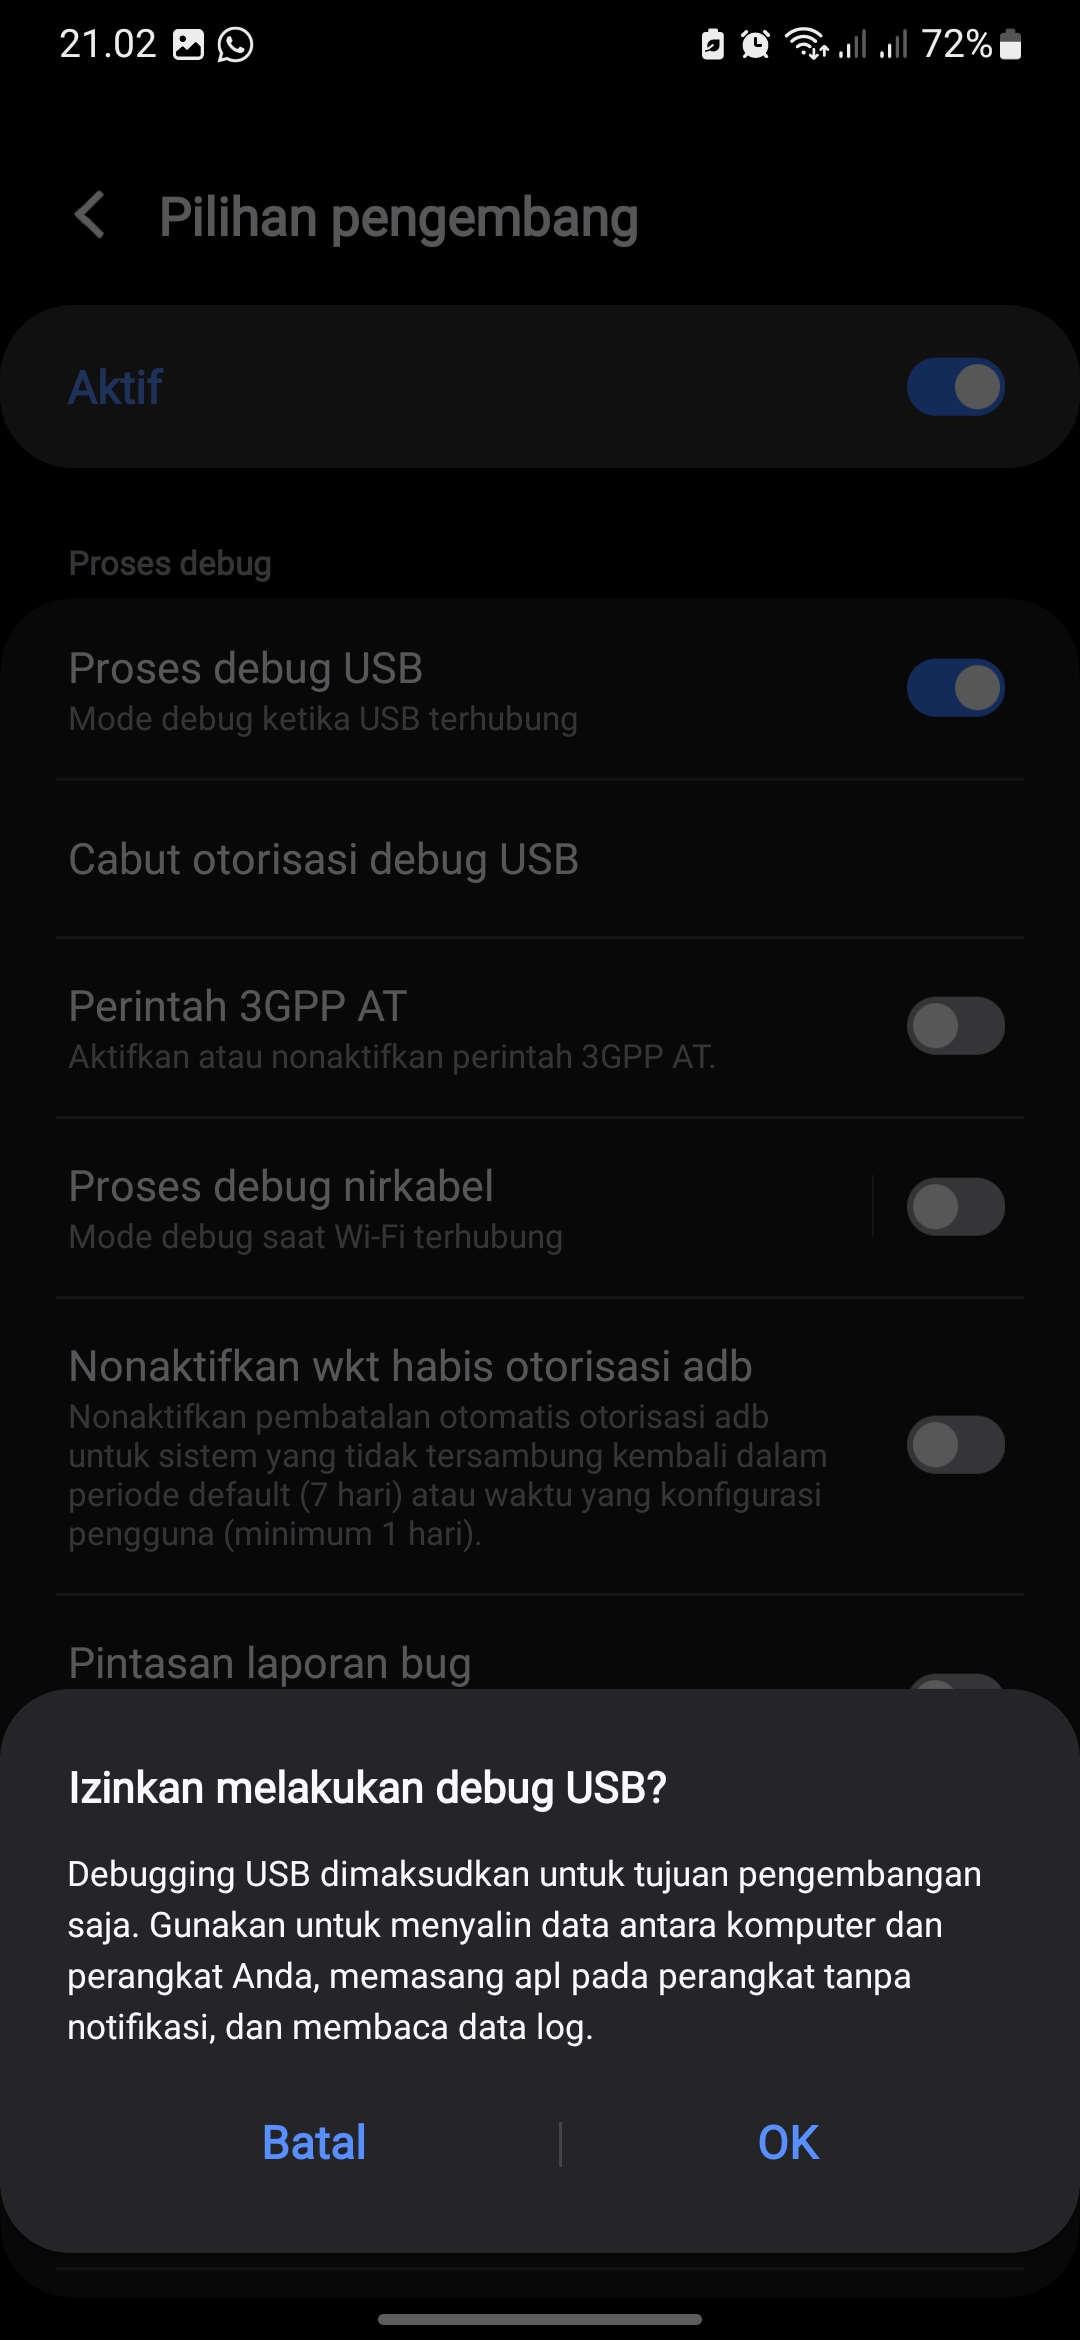 21.02
72%
Pilihan pengembang
Aktif
Proses debug
Proses debug USB
Mode debug ketika USB terhubung
Cabut otorisasi debug USB
Perintah 3GPP AT
Aktifkan atau nonaktifkan perintah 3GPP AT.
Proses debug nirkabel
Mode debug saat Wi-Fi terhubung
Nonaktifkan wkt habis otorisasi adb
Nonaktifkan pembatalan otomatis otorisasi adb
untuk sistem yang tidak tersambung kembali dalam
periode default (7 hari) atau waktu yang konfigurasi
pengguna (minimum 1 hari).
Pintasan laporan bug
Izinkan melakukan debug USB?
Debugging USB dimaksudkan untuk tujuan pengembangan
saja. Gunakan untuk menyalin data antara komputer dan
perangkat Anda, memasang apl pada perangkat tanpa
notifikasi, dan membaca data log.
Batal
OK